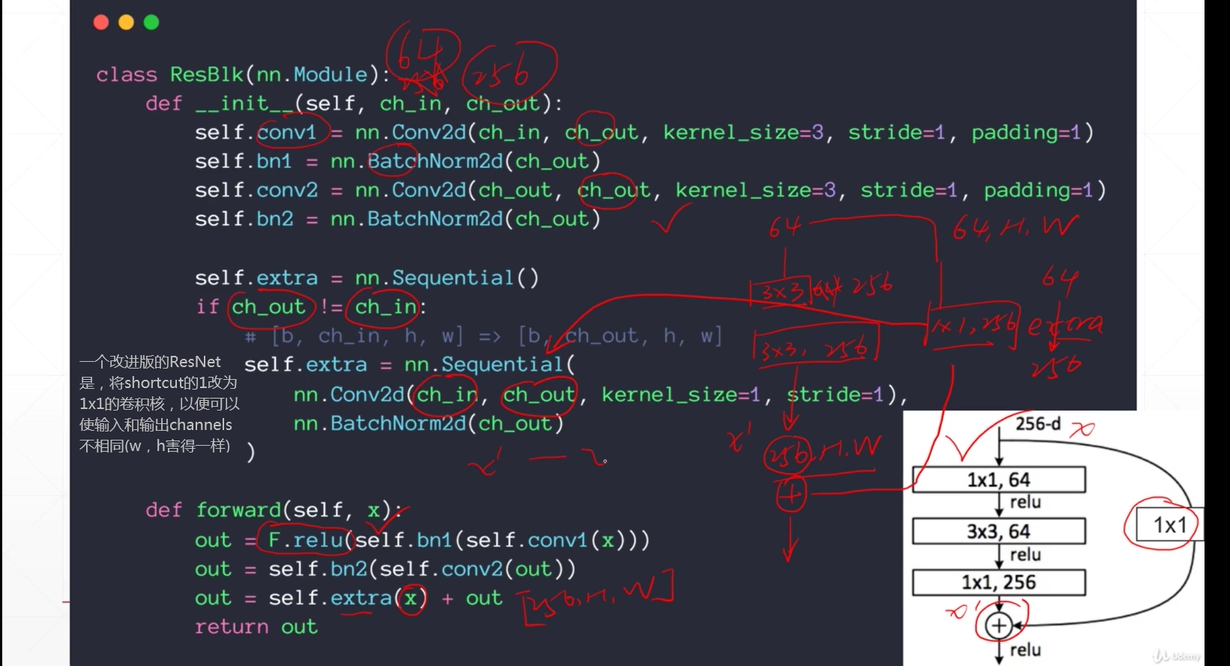 64
256
256
class ResBlk(nn.Module):
def __init__(self, ch_in, ch_out):
self.conv1 = nn.Conv2d(ch_in, ch_out, kernel_size=3, stride=1, padding=1)
self.bn1 = nn.BatchNorm2d(ch_out)
self.conv2 = nn.Conv2d(ch_out, ch_out, kernel_size=3, stride=1, padding=1)
self.bn2 = nn.BatchNorm2d(ch_out)
64
64, H, W
self.extra = nn.Sequential()
64
3x3
256
if ch_out != ch_in:
1x1, 256
extra
# [b, ch_in, h, w] => [b, ch_out, h, w]
3x3, 256
256
self.extra = nn.Sequential(
nn.Conv2d(ch_in, ch_out, kernel_size=1, stride=1),
nn.BatchNorm2d(ch_out)
)
一个改进版的ResNet
是，将shortcut的1改为
1x1的卷积核，以便可以
使输入和输出channels
不相同(w，h害得一样)
x'
256, H, W
+
x'
def forward(self, x):
out = F.relu(self.bn1(self.conv1(x)))
out = self.bn2(self.conv2(out))
out = self.extra(x) + out
[256, H, W]
return out
256-d
x
1x1, 64
relu
3x3, 64
1x1
relu
1x1, 256
x'
+
relu
Udemy